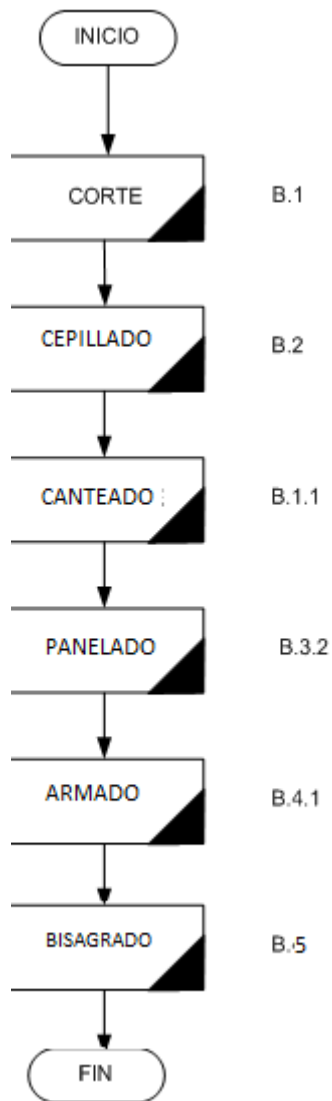 INICIO
CORTE B.1
CEPILLADO B.2
CANTEADO B.1.1
PANELADO B.3.2
ARMADO B.4.1
BISAGRADO B.5
FIN